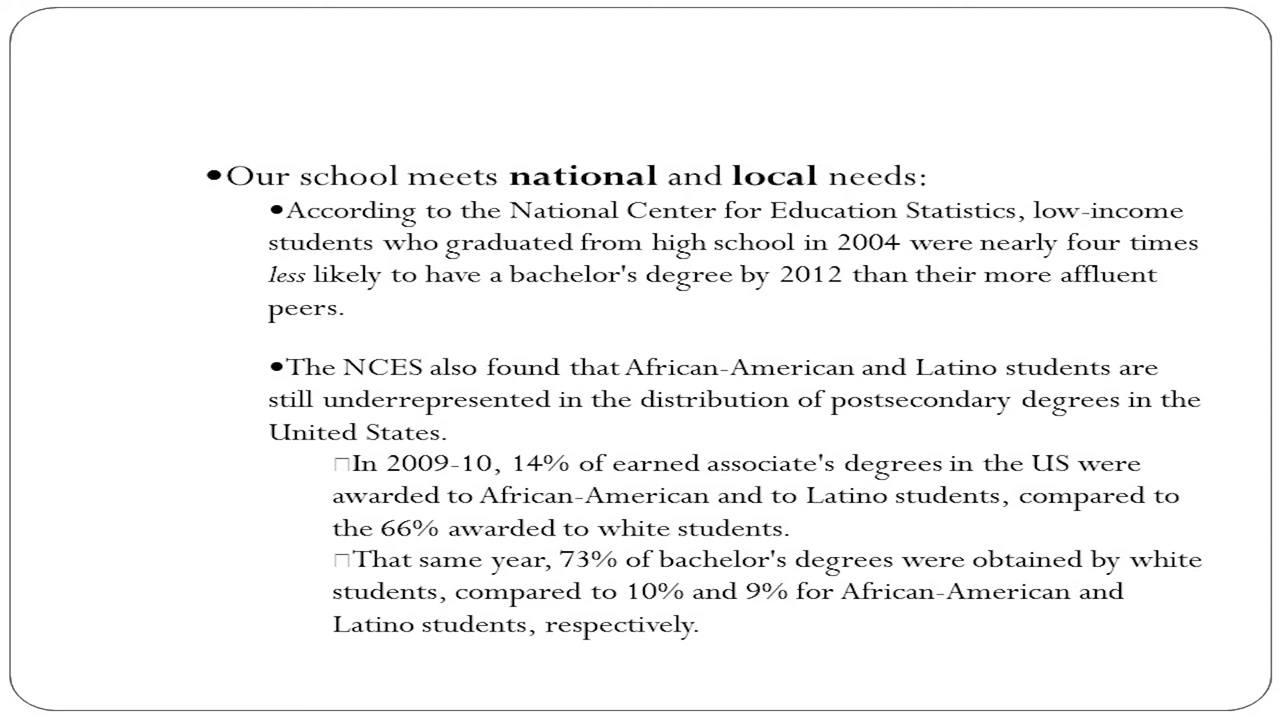 •Our school meets national and local needs:
•According to the National Center for Education Statistics, low-income
students who graduated from high school in 2004 were nearly four times
less likely to have a bachelor's degree by 2012 than their more affluent
peers.
•The NCES also found that African-American and Latino students are
still underrepresented in the distribution of postsecondary degrees in the
United States.
□In 2009-10, 14% of earned associate's degrees in the US were
awarded to African-American and to Latino students, compared to
the 66% awarded to white students.
□That same year, 73% of bachelor's degrees were obtained by white
students, compared to 10% and 9% for African-American and
Latino students, respectively.